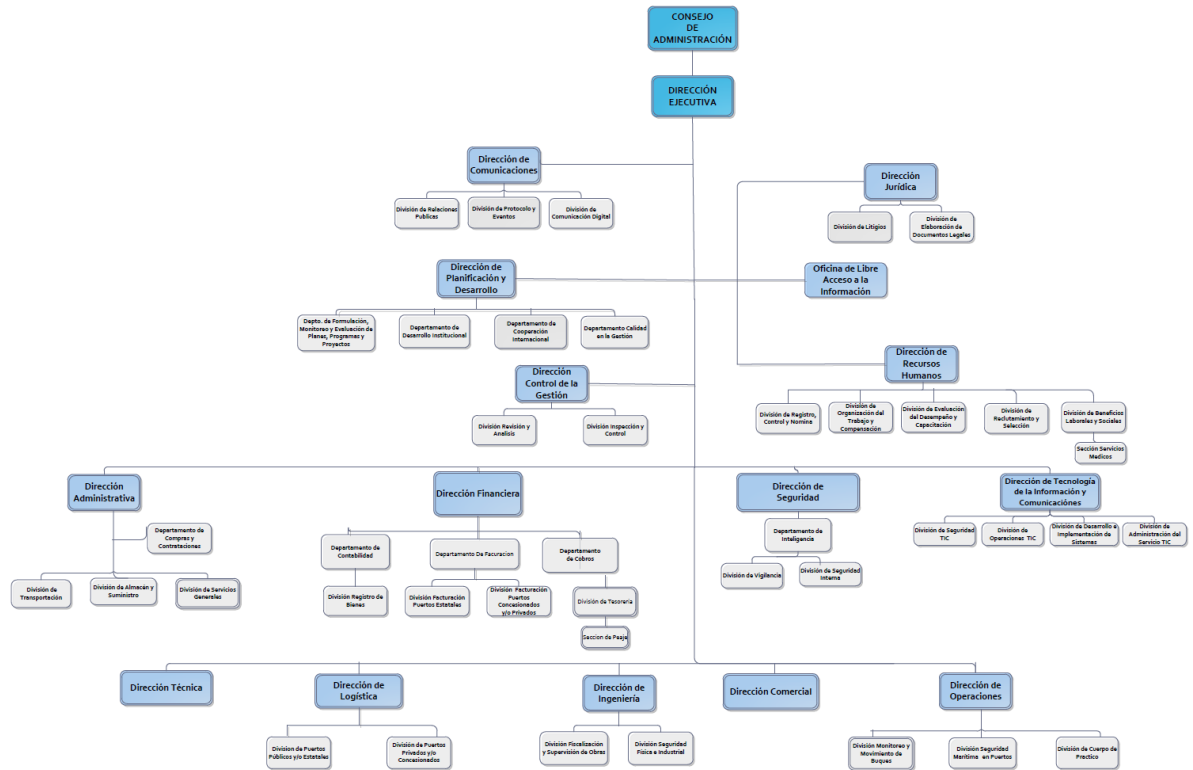 CONSEJO
DE
ADMINISTRACIÓN
DIRECCIÓN
EJECUTIVA
Dirección de
Comunicaciones
División de Relaciones
Publicas
División de Protocolo y
Eventos
División de
Comunicación Digital
Dirección
Jurídica
División de Litigios
División de
Elaboración de
Documentos Legales
Dirección de
Planificación y
Desarrollo
Oficina de Libre
Acceso a la
Información
Depto. de Formulación,
Monitoreo y Evaluación de
Planes, Programas y
Proyectos
Departamento de
Desarrollo Institucional
Departamento de
Cooperación
Internacional
Departamento Calidad
en la Gestión
Dirección de
Recursos
Humanos
Dirección
Control de la
Gestión
División Revisión y
Analisis
División Inspección y
Control
División de Registro,
Control y Nomina
División de
Organización del
Trabajo y
Compensación
División de Evaluación
del Desempeño y
Capacitación
División de
Reclutamiento y
Selección
División de Beneficios
Laborales y Sociales
Sección Servicios
Medicos
Dirección
Administrativa
Dirección Financiera
Dirección de
Seguridad
Dirección de Tecnología
de la Información y
Comunicaciónes
Departamento de
Compras y
Contrataciones
División de
Transportación
División de Almacén y
Suministro
División de Servicios
Generales
Departamento de
Contabilidad
Departamento De Facuracion
Departamento
de Cobros
División Registro de
Bienes
División Facturación
Puertos Estatales
División Facturación
Puertos
Concesionados
y/o Privados
División de Tesorería
Seccion de Peaje
Departamento de
Inteligencia
División de Vigilancia
División de Seguridad
Interna
División de Seguridad
TIC
División de
Operaciones TIC
División de Desarrollo e
Implementación de
Sistemas
División de
Administración del
Servicio TIC
Dirección Técnica
Dirección de
Logística
Dirección de
Ingeniería
Dirección Comercial
Dirección de
Operaciones
Division de Puertos
Públicos y/o Estatales
División de Puertos
Privados y/o
Concesionados
División Fiscalización
y Supervisión de Obras
División Seguridad
Física e Industrial
División Monitoreo y
Movimiento de
Buques
División Seguridad
Marítima en Puertos
División de Cuerpo de
Practico